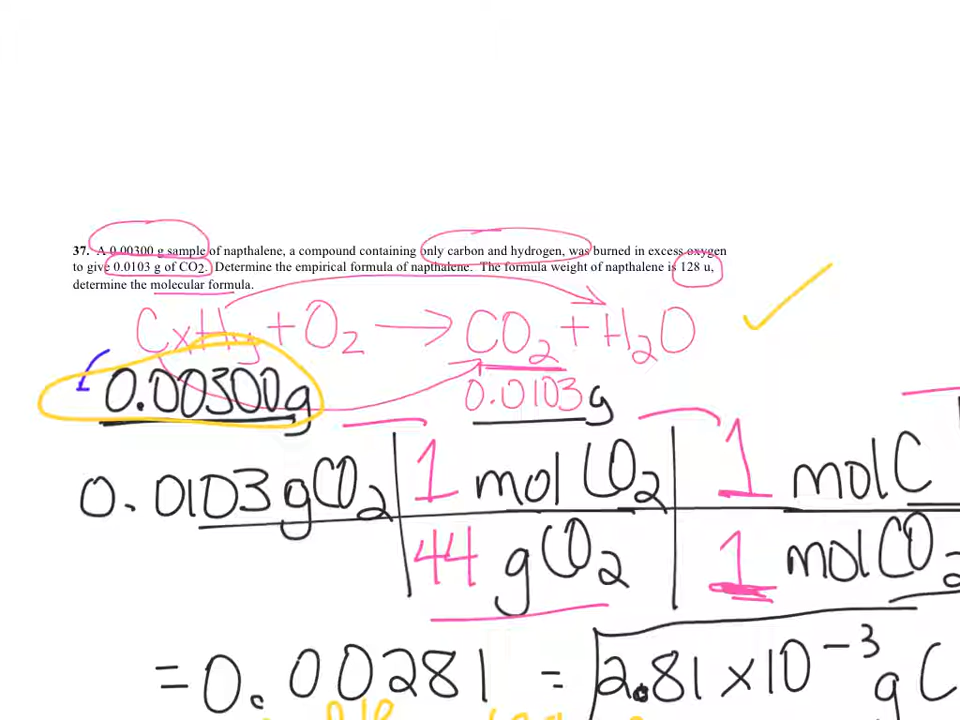 37. A 0.00300 g sample of napthalene, a compound containing only carbon and hydrogen, was burned in excess oxygen
to give 0.0103 g of CO2. Determine the empirical formula of napthalene. The formula weight of napthalene is 128 u,
determine the molecular formula.
CxHy + O2 → CO2 + H2O
0.00300g 0.0103g
0.0103 gCO2 | 1 mol CO2 | 1 mol C
44 gCO2 | 1 mol CO2
= 0.00281 = 2.81 × 10^-3 g C